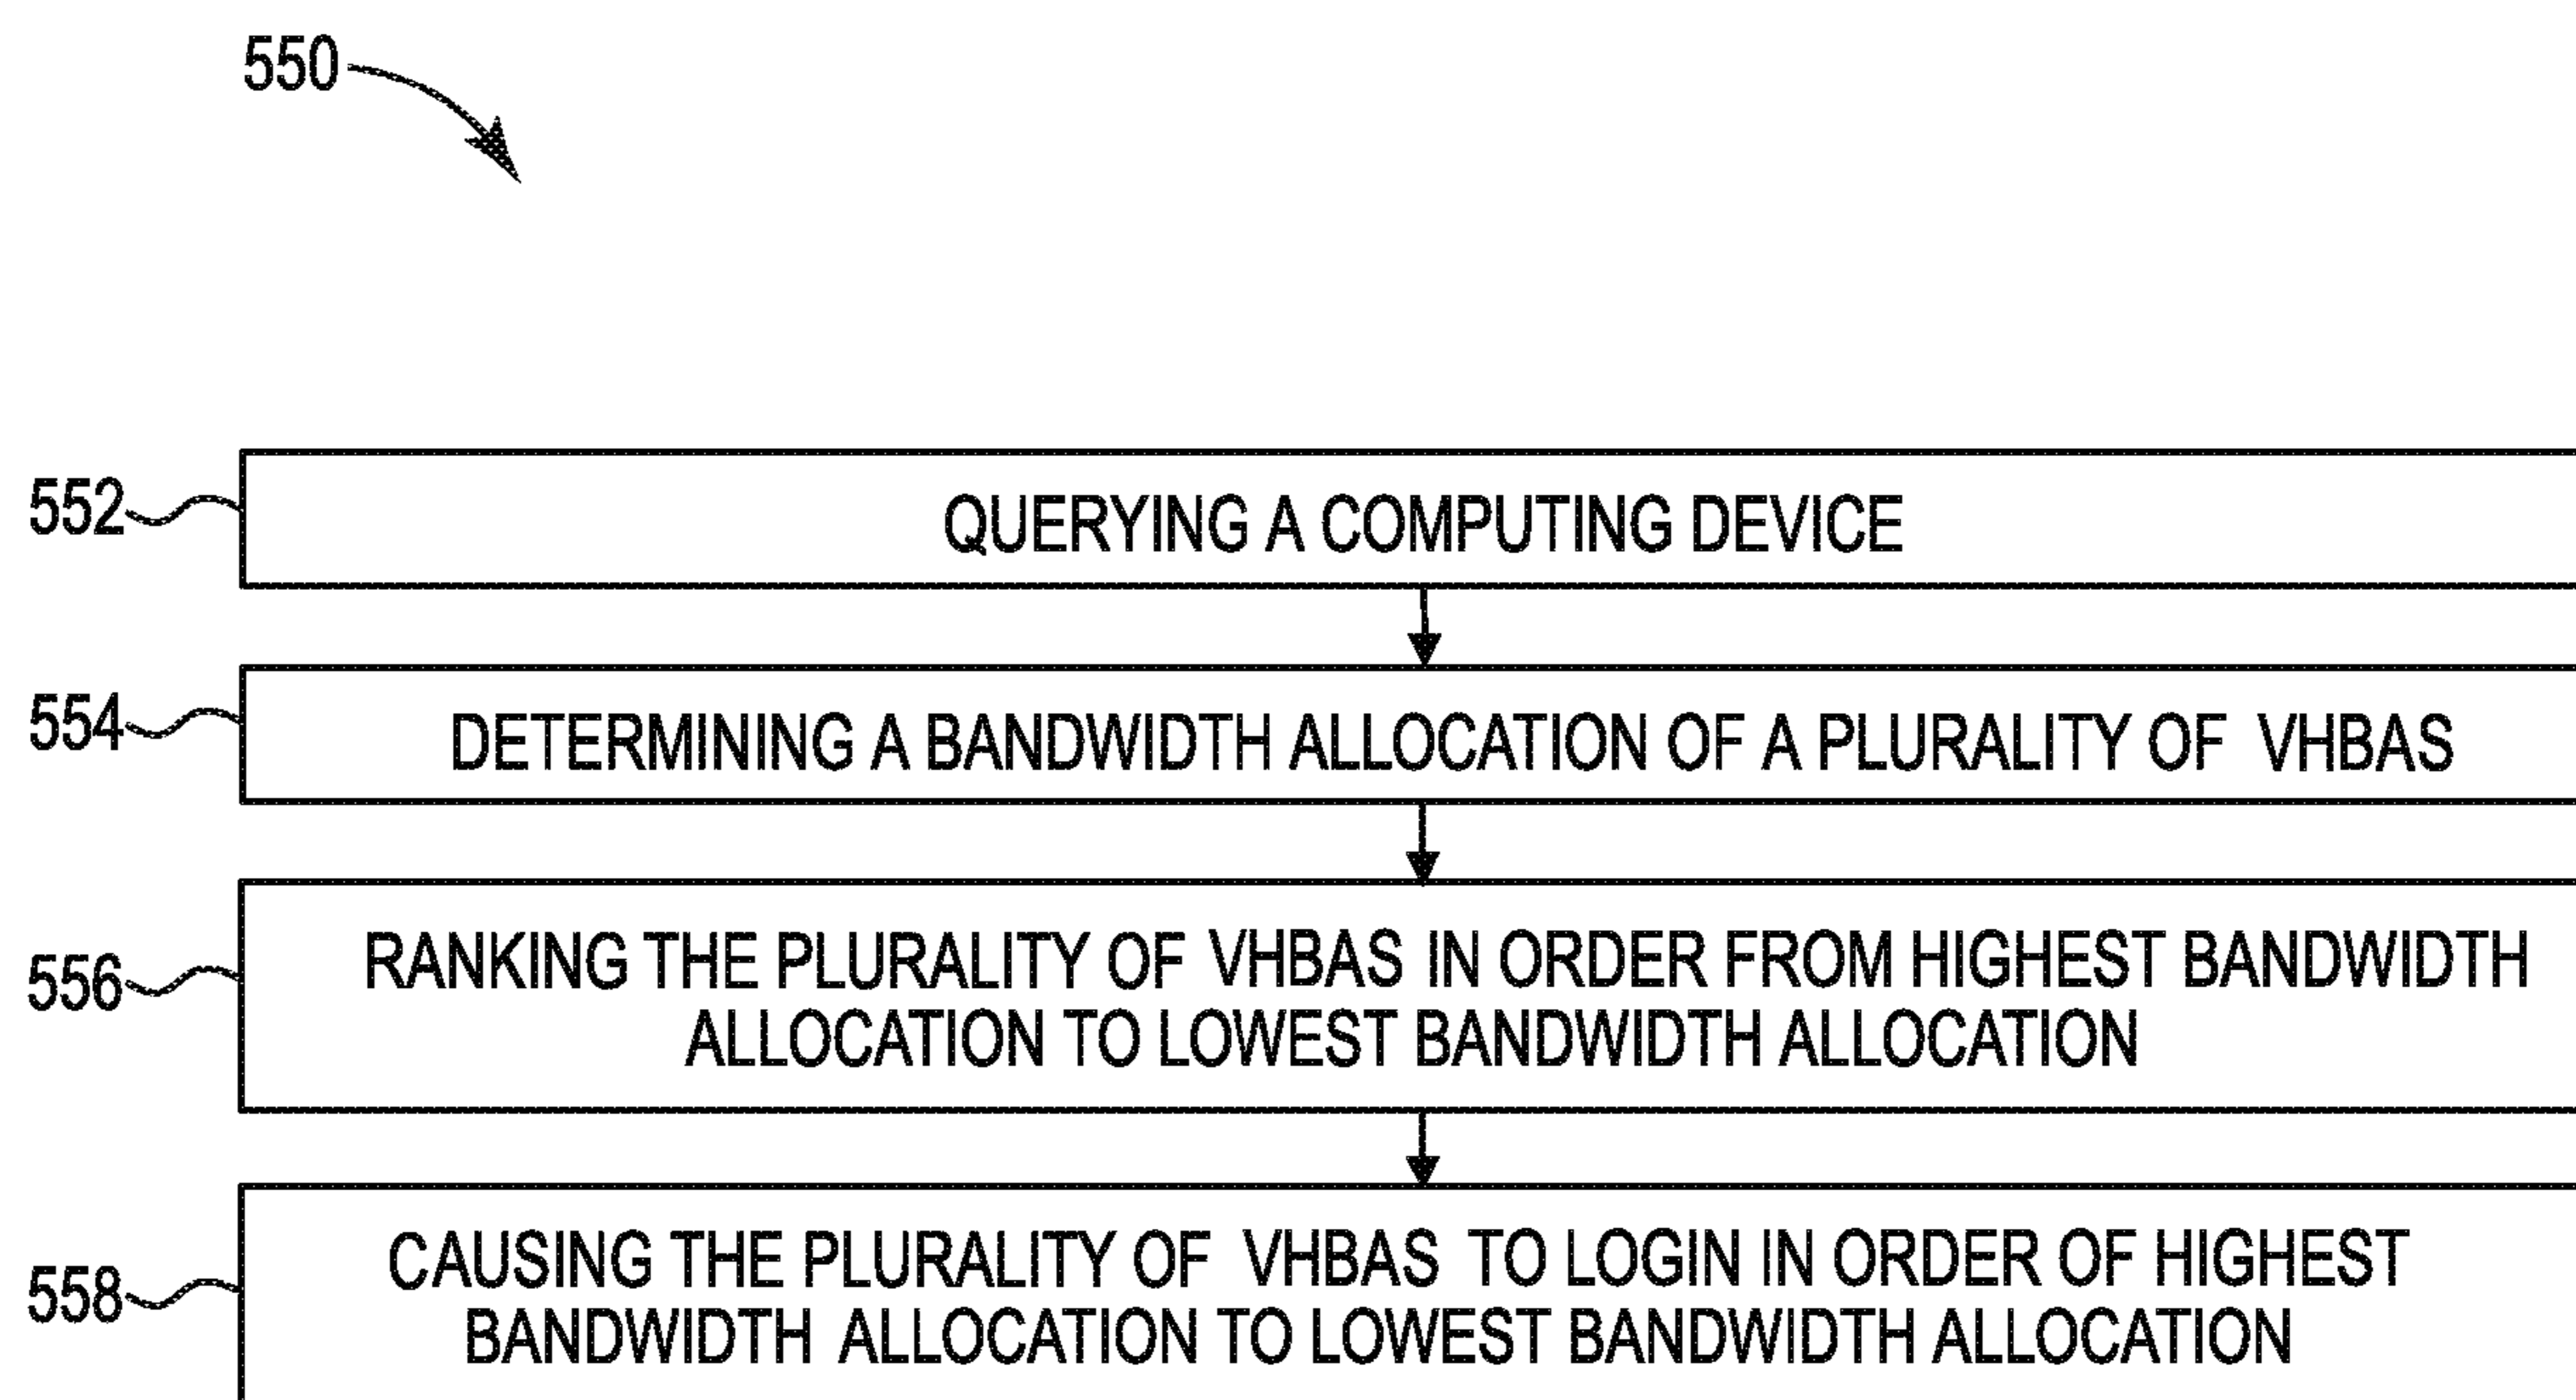 550
552
QUERYING A COMPUTING DEVICE
554
DETERMINING A BANDWIDTH ALLOCATION OF A PLURALITY OF VHBAS
556
RANKING THE PLURALITY OF VHBAS IN ORDER FROM HIGHEST BANDWIDTH
ALLOCATION TO LOWEST BANDWIDTH ALLOCATION
558
CAUSING THE PLURALITY OF VHBAS TO LOGIN IN ORDER OF HIGHEST
BANDWIDTH ALLOCATION TO LOWEST BANDWIDTH ALLOCATION